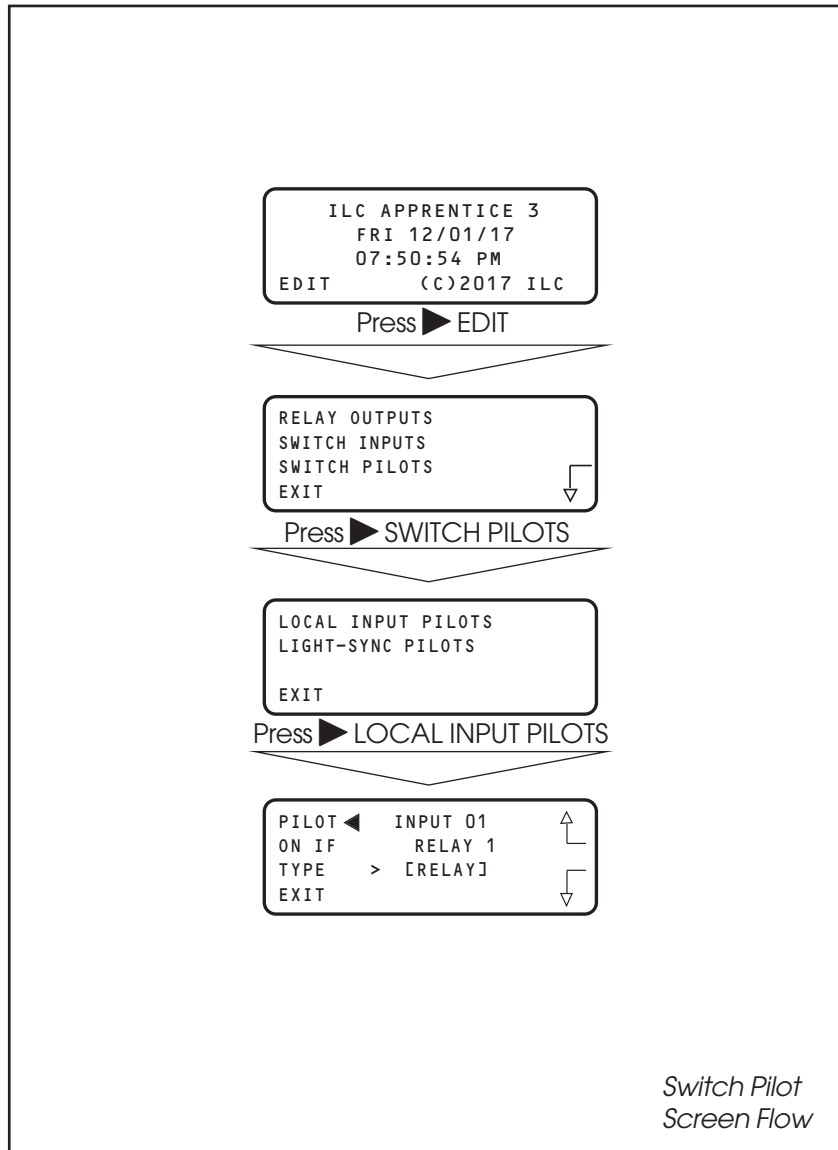 ILC APPRENTICE 3
FRI 12/01/17
07:50:54 PM
EDIT (C)2017 ILC
Press ▶ EDIT
RELAY OUTPUTS
SWITCH INPUTS
SWITCH PILOTS
EXIT
Press ▶ SWITCH PILOTS
LOCAL INPUT PILOTS
LIGHT-SYNC PILOTS
EXIT
Press ▶ LOCAL INPUT PILOTS
PILOT ◀ INPUT 01
ON IF RELAY 1
TYPE > [RELAY]
EXIT
Switch Pilot
Screen Flow